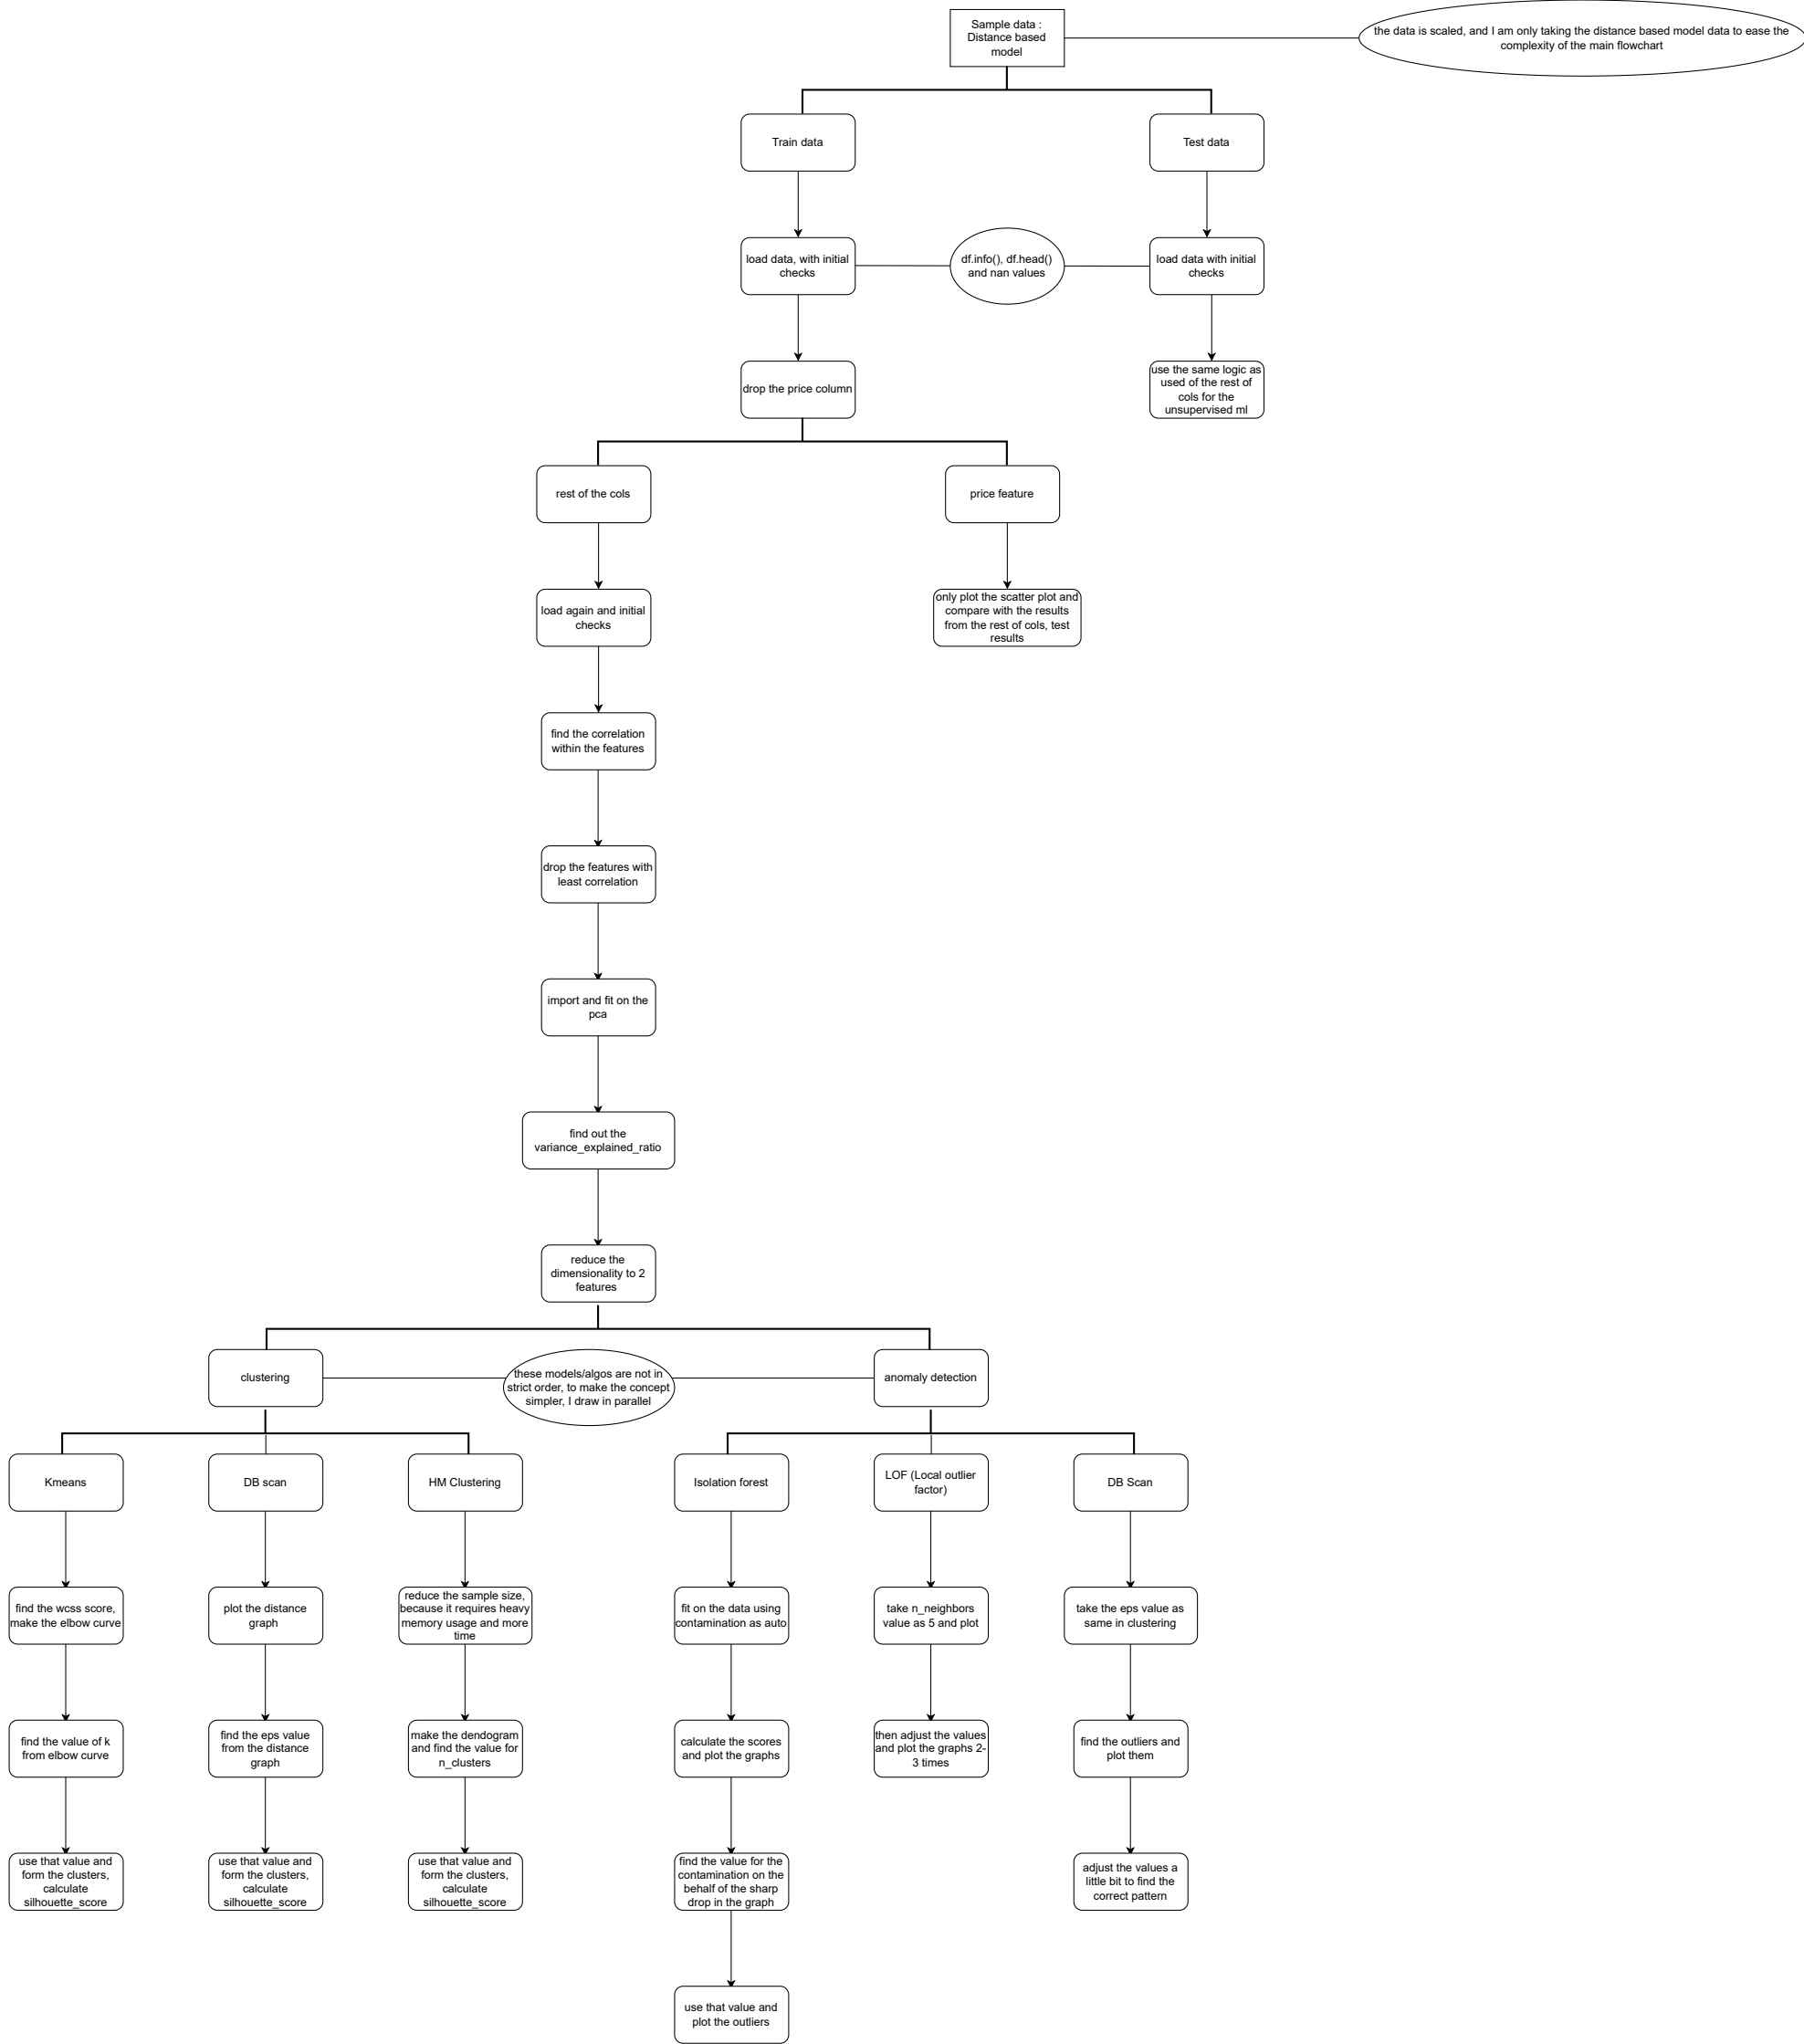 Sample data :
Distance based
model
the data is scaled, and I am only taking the distance based model data to ease the
complexity of the main flowchart
Train data
Test data
load data, with initial
checks
df.info(), df.head()
and nan values
load data with initial
checks
drop the price column
use the same logic as
used of the rest of
cols for the
unsupervised ml
rest of the cols
price feature
load again and initial
checks
only plot the scatter plot and
compare with the results
from the rest of cols, test
results
find the correlation
within the features
drop the features with
least correlation
import and fit on the
pca
find out the
variance_explained_ratio
reduce the
dimensionality to 2
features
clustering
these models/algos are not in
strict order, to make the concept
simpler, I draw in parallel
anomaly detection
Kmeans
DB scan
HM Clustering
Isolation forest
LOF (Local outlier
factor)
DB Scan
find the wcss score,
make the elbow curve
plot the distance
graph
reduce the sample size,
because it requires heavy
memory usage and more
time
fit on the data using
contamination as auto
take n_neighbors
value as 5 and plot
take the eps value as
same in clustering
find the value of k
from elbow curve
find the eps value
from the distance
graph
make the dendogram
and find the value for
n_clusters
calculate the scores
and plot the graphs
then adjust the values
and plot the graphs 2-
3 times
find the outliers and
plot them
use that value and
form the clusters,
calculate
silhouette_score
use that value and
form the clusters,
calculate
silhouette_score
use that value and
form the clusters,
calculate
silhouette_score
find the value for the
contamination on the
behalf of the sharp
drop in the graph
adjust the values a
little bit to find the
correct pattern
use that value and
plot the outliers